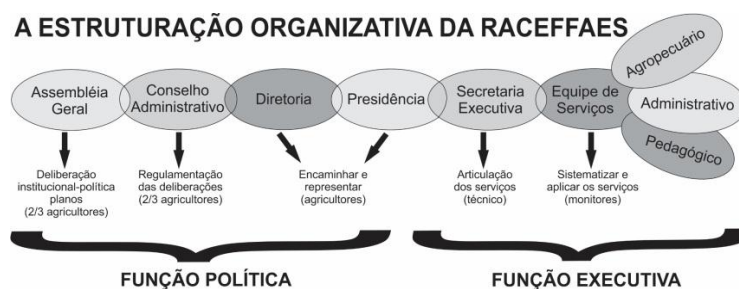 A ESTRUTURAÇÃO ORGANIZATIVA DA RACEFFAES
Assembléia
Geral
Conselho
Administrativo
Diretoria
Presidência
Secretaria
Executiva
Equipe de
Serviços
Agropecuário
Administrativo
Pedagógico
Deliberação
institucional-política
planos
(2/3 agricultores)
Regulamentação
das deliberações
(2/3 agricultores)
Encaminhar e
representar
(agricultores)
Articulação
dos serviços
(técnico)
Sistematizar e
aplicar os serviços
(monitores)
FUNÇÃO POLÍTICA
FUNÇÃO EXECUTIVA